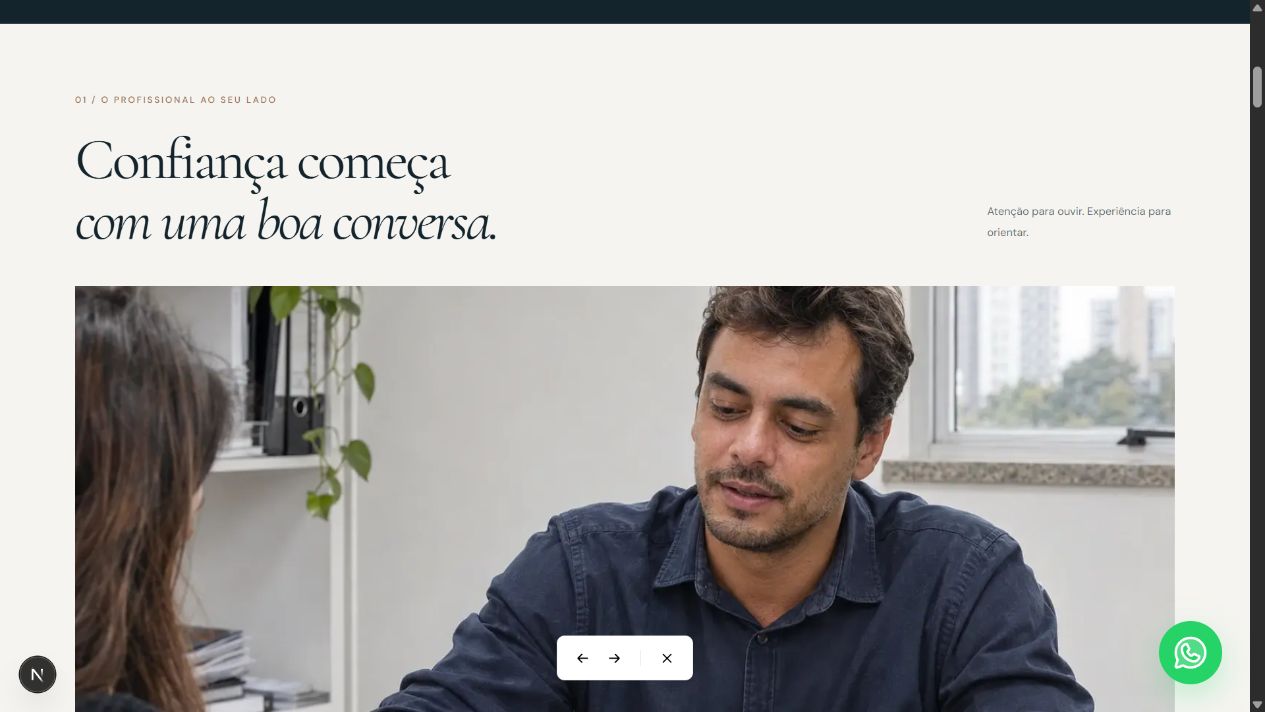 01 / O PROFISSIONAL AO SEU LADO
Confiança começa
com uma boa conversa.
Atenção para ouvir. Experiência para
orientar.
N